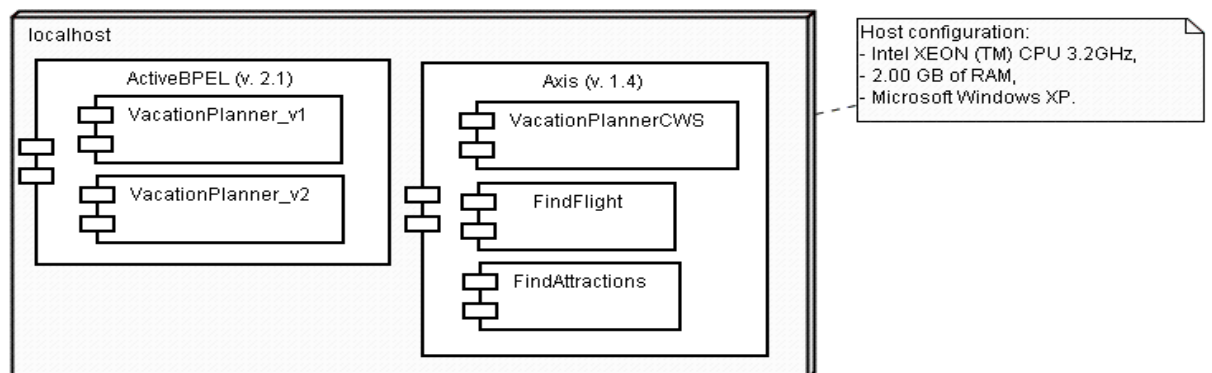 localhost
ActiveBPEL (v. 2.1)
VacationPlanner_v1
VacationPlanner_v2
Axis (v. 1.4)
VacationPlannerCWS
FindFlight
FindAttractions
Host configuration:
- Intel XEON (TM) CPU 3.2GHz,
- 2.00 GB of RAM,
- Microsoft Windows XP.